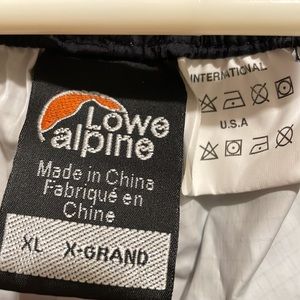 Lowe
alpine
Made in China
Fabriqué en
Chine
XL X-GRAND
INTERNATIONAL
U.S.A